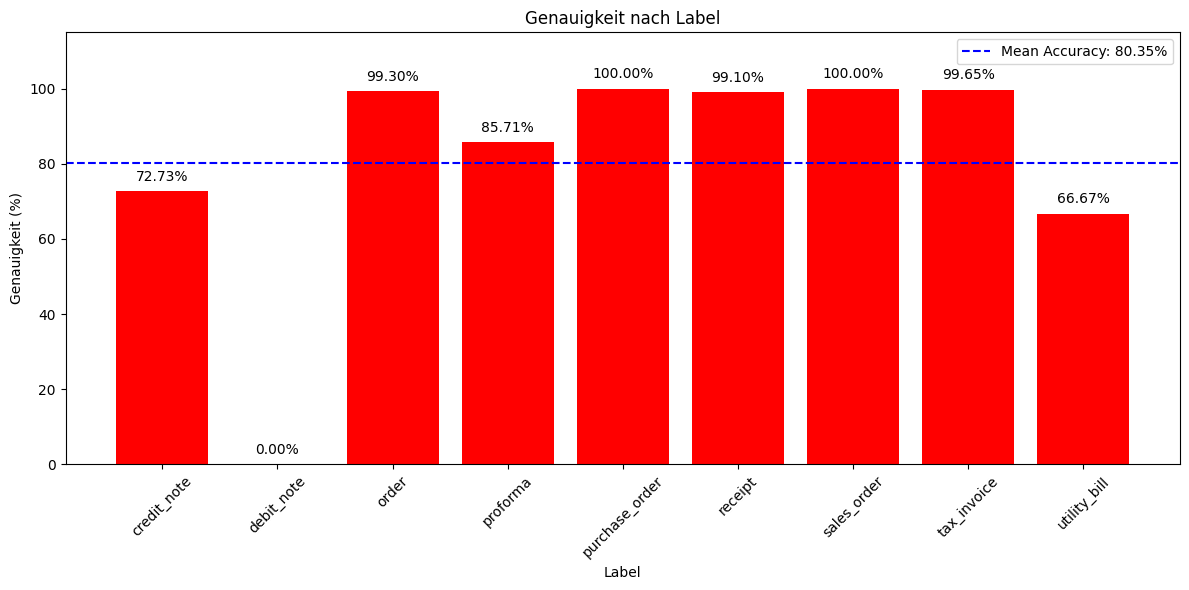 Genauigkeit nach Label
Mean Accuracy: 80.35%
Genauigkeit (%)
100
80
60
40
20
0
72.73%
0.00%
99.30%
85.71%
100.00%
99.10%
100.00%
99.65%
66.67%
credit_note
debit_note
order
proforma
purchase_order
receipt
sales_order
tax_invoice
utility_bill
Label